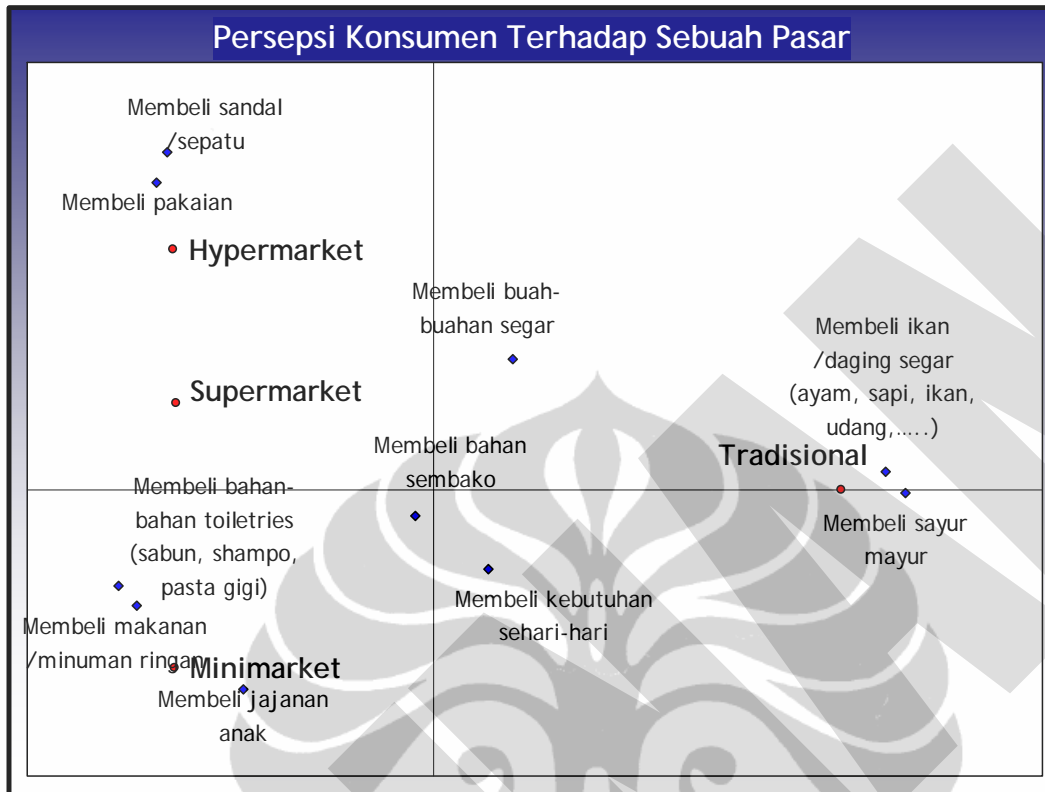 Persepsi Konsumen Terhadap Sebuah Pasar
Membeli sandal
/sepatu
Membeli pakaian
Hypermarket
Membeli buah-
buahan segar
Membeli ikan
/daging segar
(ayam, sapi, ikan,
udang,.....)
Supermarket
Membeli bahan
sembako
Tradisional
Membeli bahan-
bahan toiletries
(sabun, shampo,
pasta gigi)
Membeli sayur
mayur
Membeli kebutuhan
sehari-hari
Membeli makanan
/minuman ringan
Minimarket
Membeli jajanan
anak